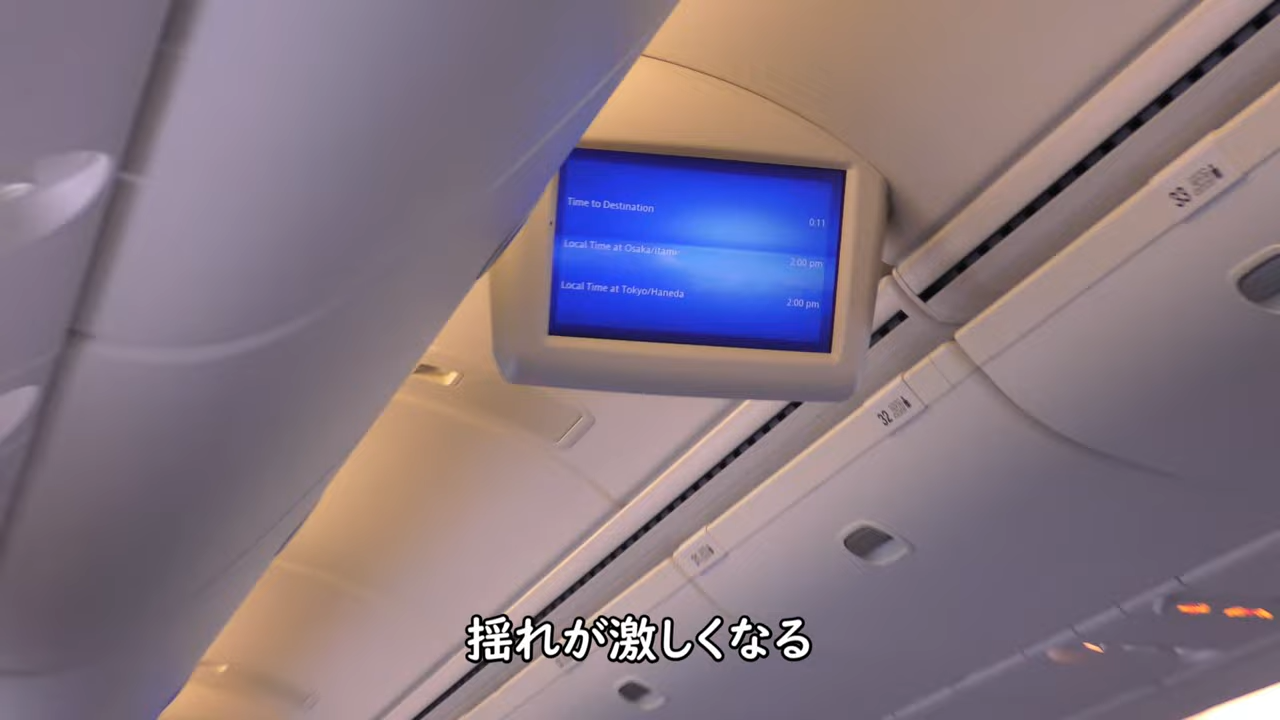 Time to Destination
0:11
Local Time at Osaka/Itami
2:00 pm
Local Time at Tokyo/Haneda
2:00 pm
33
32
揺れが激しくなる